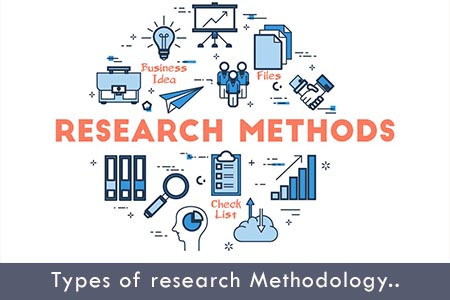 Business
Idea
Files
RESEARCH METHODS
Check
List
Types of research Methodology..